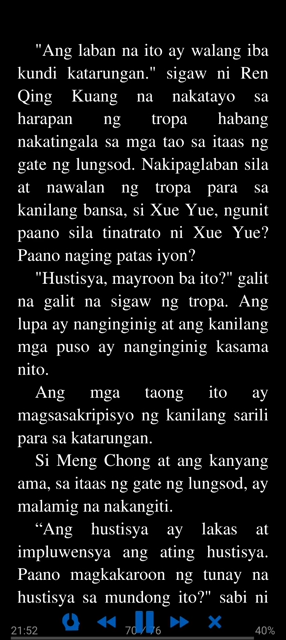 "Ang laban na ito ay walang iba
kundi katarungan." sigaw ni Ren
Qing Kuang na nakatayo sa
harapan ng tropa habang
nakatingala sa mga tao sa itaas ng
gate ng lungsod. Nakipaglaban sila
at nawalan ng tropa para sa
kanilang bansa, si Xue Yue, ngunit
paano sila tinatrato ni Xue Yue?
Paano naging patas iyon?
"Hustisya, mayroon ba ito?" galit
na galit na sigaw ng tropa. Ang
lupa ay nanginginig at ang kanilang
mga puso ay nanginginig kasama
nito.
Ang mga taong ito ay
magsasakripisyo ng kanilang sarili
para sa katarungan.
Si Meng Chong at ang kanyang
ama, sa itaas ng gate ng lungsod, ay
malamig na nakangiti.
“Ang hustisya ay lakas at
impluwensya ang ating hustisya.
Paano magkakaroon ng tunay na
hustisya sa mundong ito?" sabi ni
21:52 70 / 76 40%